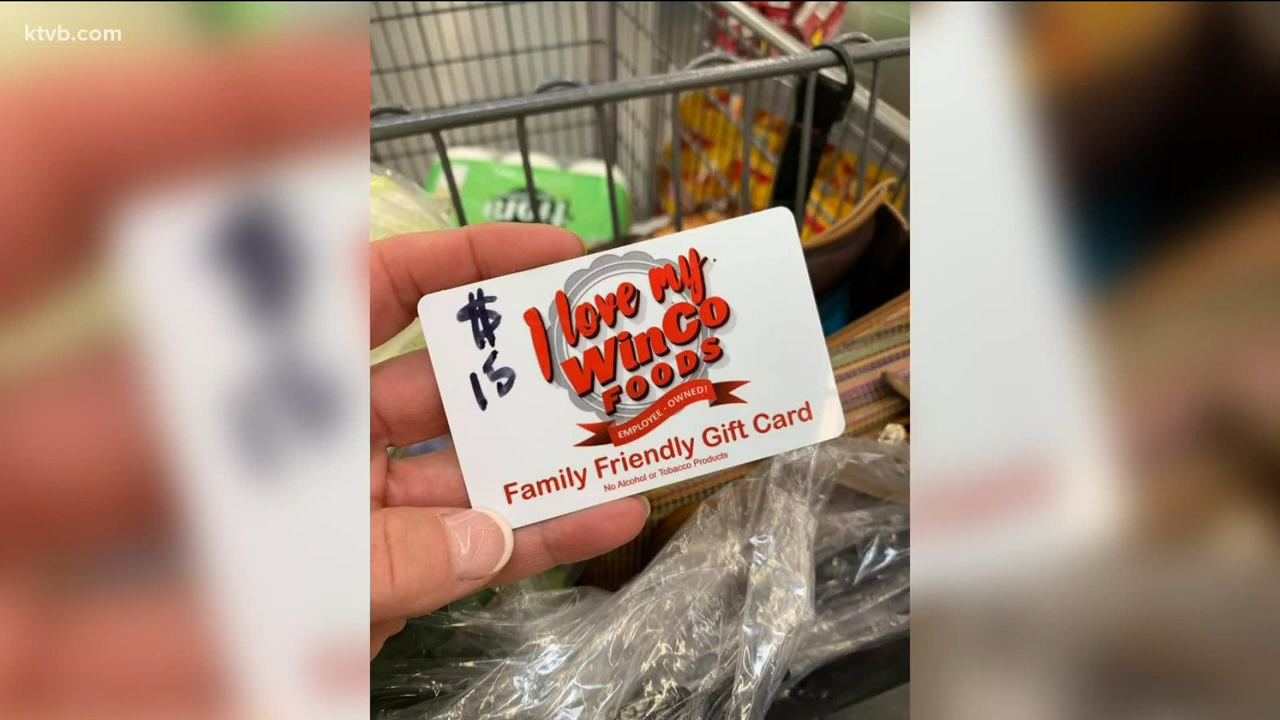 ktvb.com
$
15
I love my
WinCo
FOODS
EMPLOYEE - OWNED!
Family Friendly Gift Card
No Alcohol or Tobacco Products